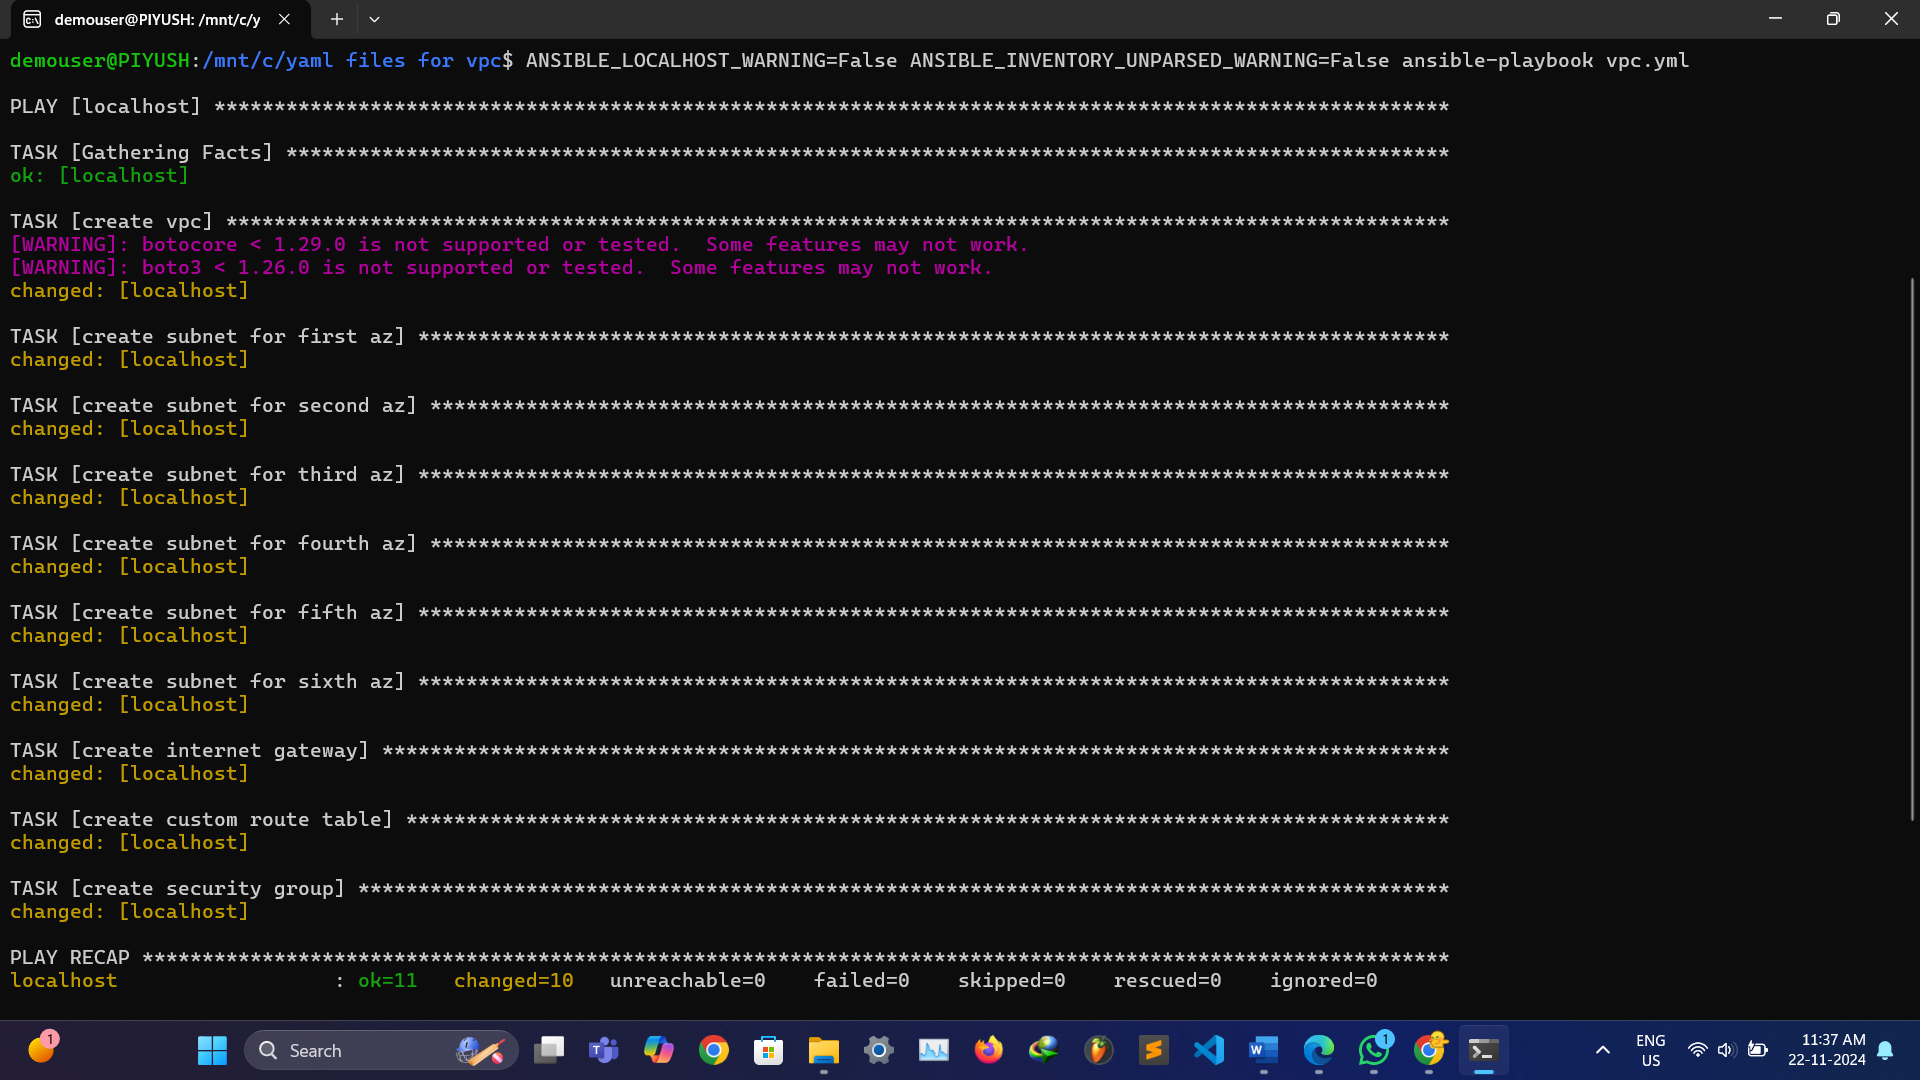 demouser@PIYUSH: /mnt/c/y
demouser@PIYUSH:/mnt/c/yaml files for vpc$ ANSIBLE_LOCALHOST_WARNING=False ANSIBLE_INVENTORY_UNPARSED_WARNING=False ansible-playbook vpc.yml
PLAY [localhost] *******************************************************************************************************
TASK [Gathering Facts] *************************************************************************************************
ok: [localhost]
TASK [create vpc] ******************************************************************************************************
[WARNING]: botocore < 1.29.0 is not supported or tested.  Some features may not work.
[WARNING]: boto3 < 1.26.0 is not supported or tested.  Some features may not work.
changed: [localhost]
TASK [create subnet for first az] **************************************************************************************
changed: [localhost]
TASK [create subnet for second az] *************************************************************************************
changed: [localhost]
TASK [create subnet for third az] **************************************************************************************
changed: [localhost]
TASK [create subnet for fourth az] *************************************************************************************
changed: [localhost]
TASK [create subnet for fifth az] **************************************************************************************
changed: [localhost]
TASK [create subnet for sixth az] **************************************************************************************
changed: [localhost]
TASK [create internet gateway] *****************************************************************************************
changed: [localhost]
TASK [create custom route table] ***************************************************************************************
changed: [localhost]
TASK [create security group] *******************************************************************************************
changed: [localhost]
PLAY RECAP *************************************************************************************************************
localhost                  : ok=11   changed=10   unreachable=0    failed=0    skipped=0    rescued=0    ignored=0
1
Search
1
ENG
US
11:37 AM
22-11-2024